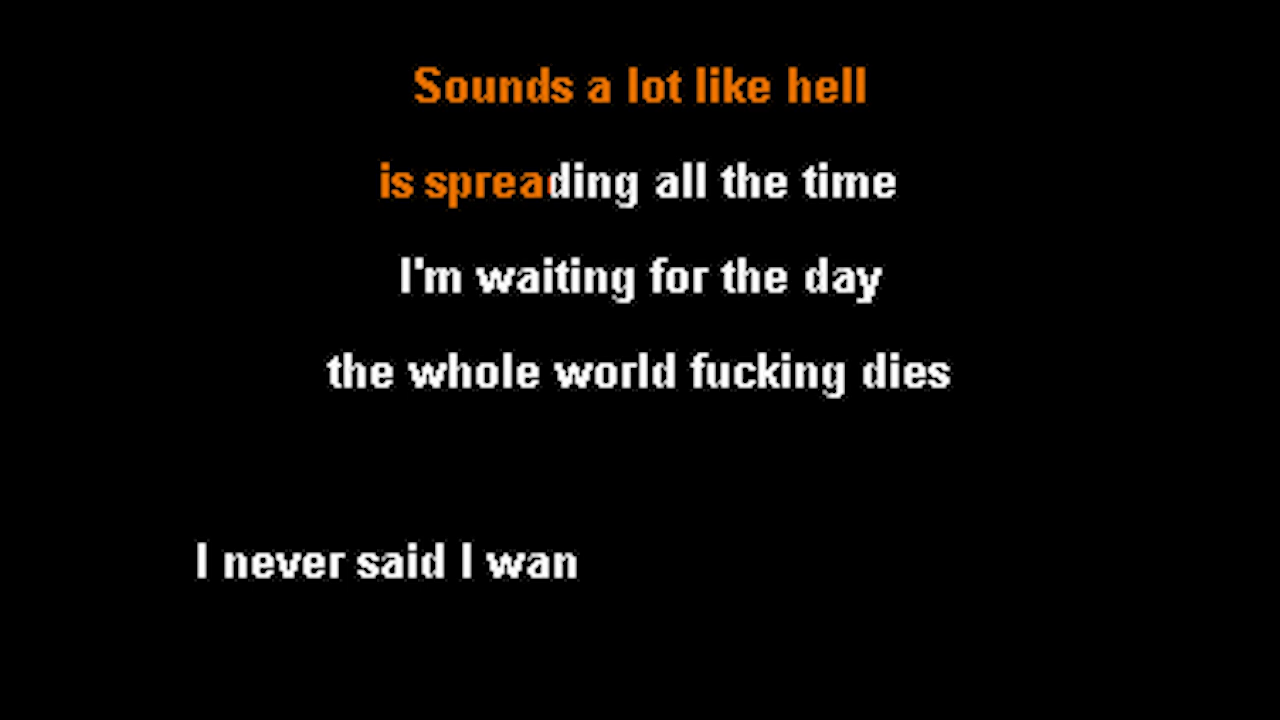 Sounds a lot like hell
is spreading all the time
I'm waiting for the day
the whole world fucking dies
I never said I wan